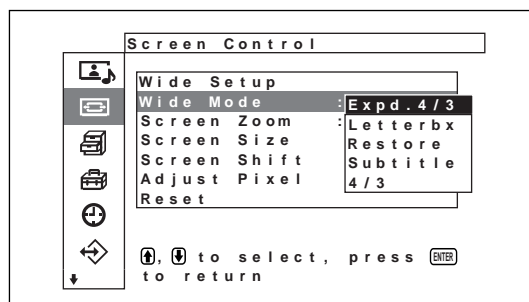 Screen Control
Wide Setup
Wide Mode : Expd.4/3
Screen Zoom : Letterbx
Screen Size Restore
Screen Shift Subtitle
Adjust Pixel 4/3
Reset
, to select, press ENTER
to return